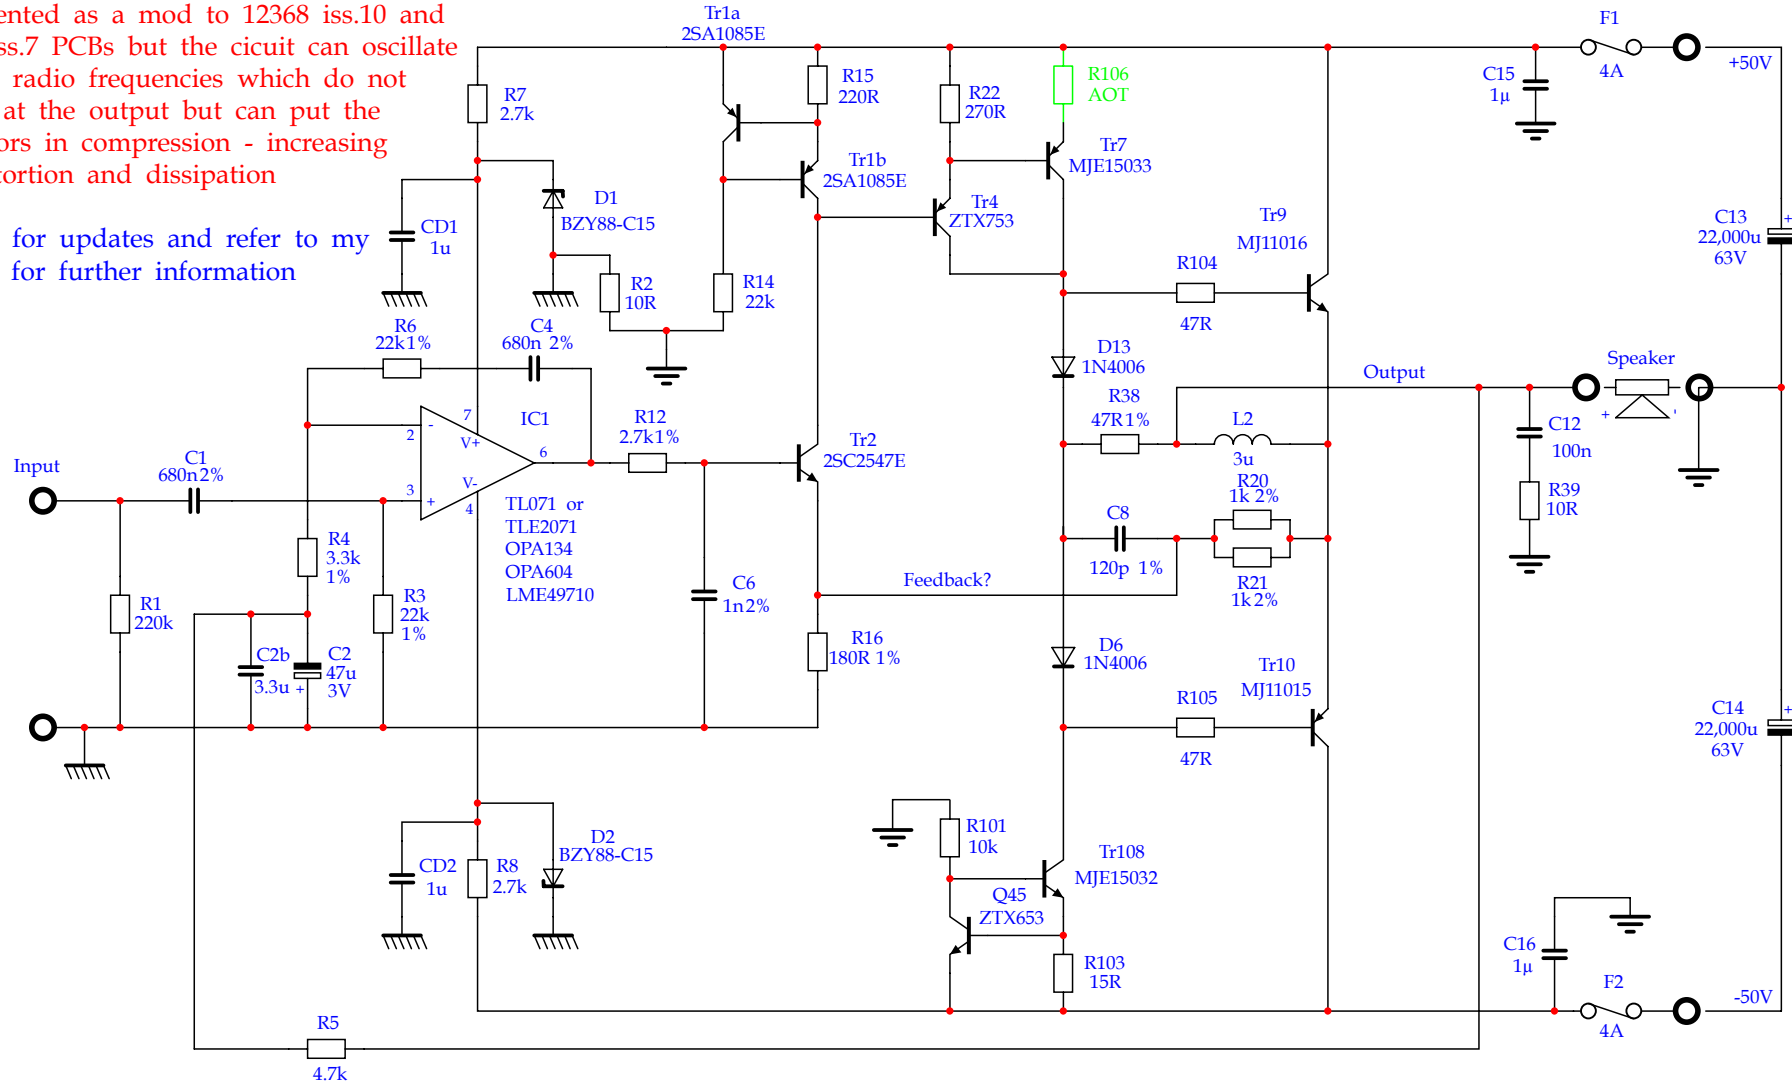 ented as a mod to 12368 iss.10 and
ss.7 PCBs but the cicuit can oscillate
radio frequencies which do not
at the output but can put the
ors in compression - increasing
tortion and dissipation
for updates and refer to my
for further information
Tr1a
2SA1085E
R7
2.7k
R15
220R
R22
270R
R106
AOT
C15
1µ
F1
4A
+50V
Tr1b
2SA1085E
Tr7
MJE15033
D1
BZY88-C15
CD1
1u
Tr4
ZTX753
Tr9
MJ11016
C13
22,000u
63V
+
R2
10R
R14
22k
R104
47R
R6
22k1%
C4
680n 2%
D13
1N4006
Output
Speaker
+
R38
47R1%
L2
3u
C12
100n
R12
2.7k1%
Tr2
2SC2547E
IC1
7
2
-
V+
6
3
+
V-
4
TL071 or
TLE2071
OPA134
OPA604
LME49710
Input
C1
680n2%
R20
1k 2%
R39
10R
C8
120p 1%
R21
1k2%
Feedback?
R4
3.3k
1%
C6
1n2%
R1
220k
R3
22k
1%
R16
180R 1%
C2b
3.3u
C2
47u
3V
+
D6
1N4006
Tr10
MJ11015
R105
47R
C14
22,000u
63V
+
R101
10k
Tr108
MJE15032
D2
BZY88-C15
CD2
1u
R8
2.7k
Q45
ZTX653
R103
15R
C16
1µ
F2
4A
-50V
R5
4.7k